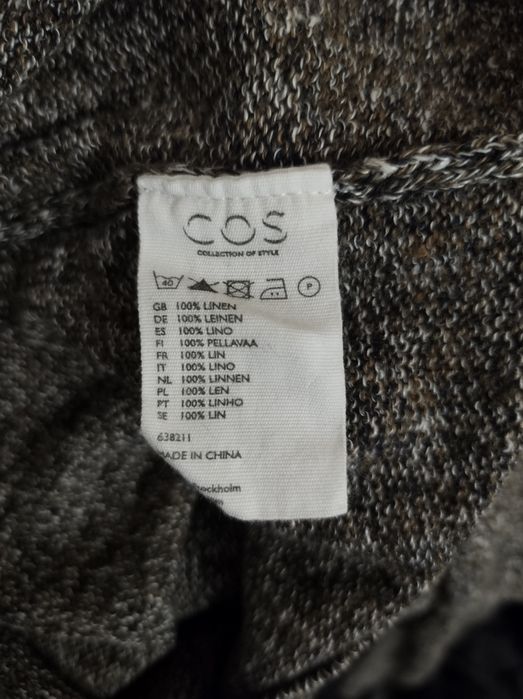 COS
COLLECTION OF STYLE
40 P
GB 100% LINEN
DE 100% LEINEN
ES 100% LINO
FI 100% PELLAVAA
FR 100% LIN
IT 100% LINO
NL 100% LINNEN
PL 100% LEN
PT 100% LINHO
SE 100% LIN
638211
MADE IN CHINA